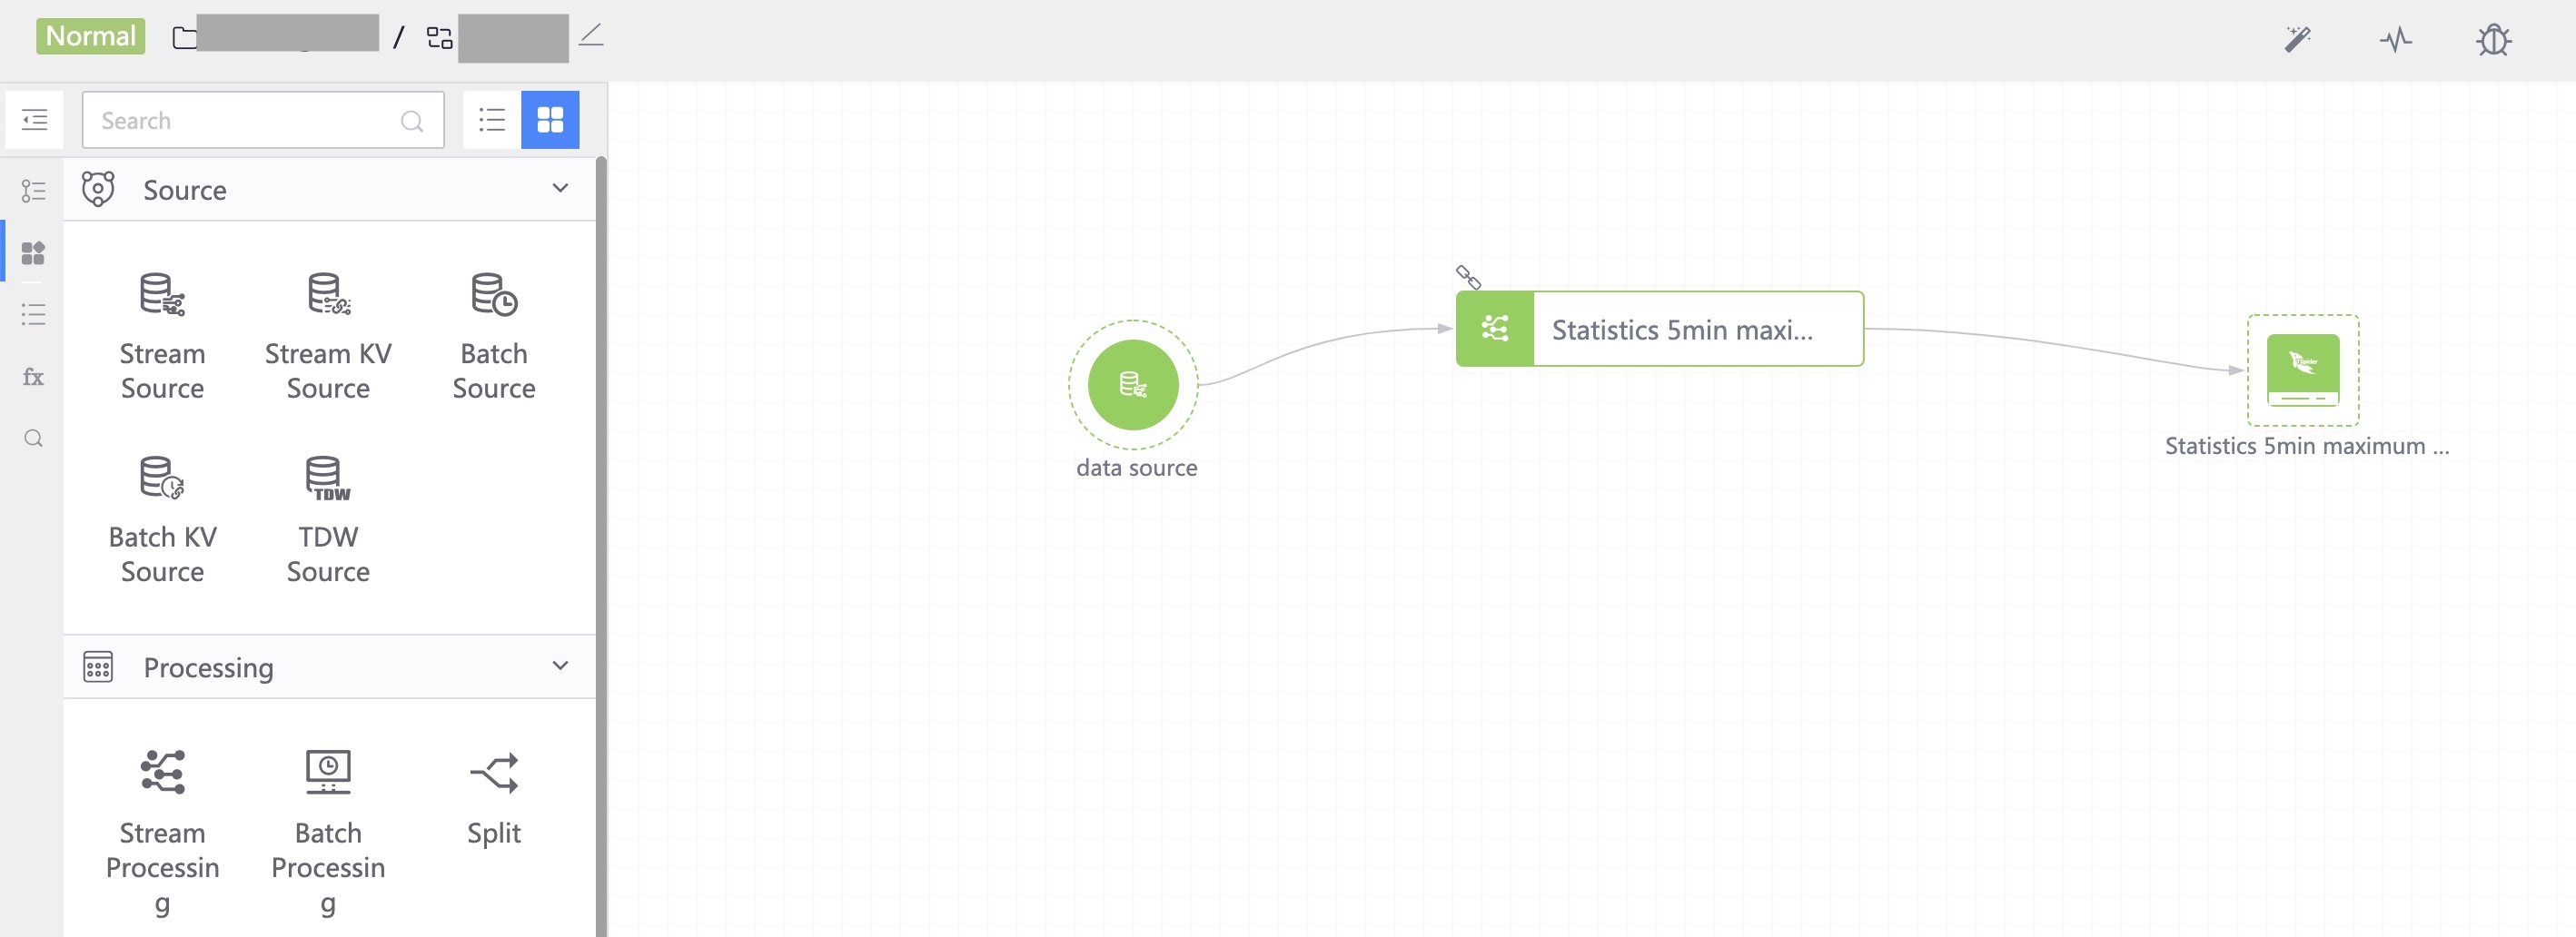 Normal
/
Search
Source
Stream
Source
Stream KV
Source
Batch
Source
Batch KV
Source
TDW
TDW
Source
fx
Processing
Stream
Processin
g
Batch
Processin
g
Split
data source
Statistics 5min maxi...
Statistics 5min maximum ...